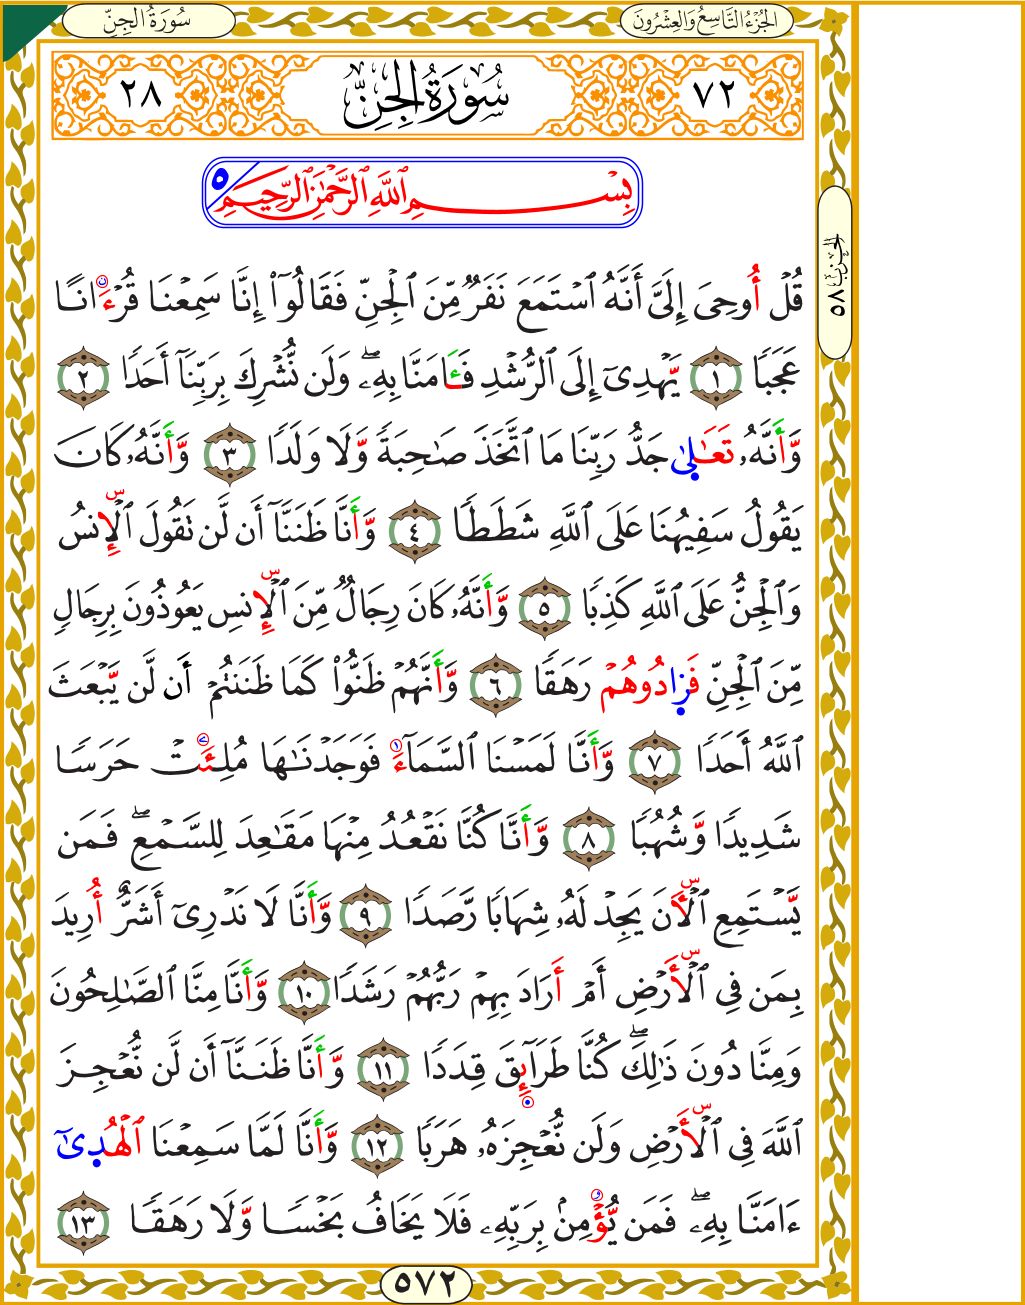 الجُزْءُ التَّاسِعُ وَالعِشْرُونَ
سُورَةُ الجِنِّ
٧٢
سُورَةُ الجِنِّ
٢٨
بِسۡمِ ٱللَّهِ ٱلرَّحۡمَٰنِ ٱلرَّحِيمِ ٥
قُلۡ أُوحِيَ إِلَيَّ أَنَّهُ ٱسۡتَمَعَ نَفَرٞ مِّنَ ٱلۡجِنِّ فَقَالُوٓاْ إِنَّا سَمِعۡنَا قُرۡءَانًا
عَجَبٗا ١ يَّهۡدِيٓ إِلَى ٱلرُّشۡدِ فَـَٔامَنَّا بِهِۦۖ وَلَن نُّشۡرِكَ بِرَبِّنَآ أَحَدٗا ٢
وَّأَنَّهُۥ تَعَٰلَىٰ جَدُّ رَبِّنَا مَا ٱتَّخَذَ صَٰحِبَةٗ وَّلَا وَلَدٗا ٣ وَّأَنَّهُۥ كَانَ
يَقُولُ سَفِيهُنَا عَلَى ٱللَّهِ شَطَطٗا ٤ وَّأَنَّا ظَنَنَّآ أَن لَّن تَقُولَ ٱلۡإِنسُ
وَٱلۡجِنُّ عَلَى ٱللَّهِ كَذِبٗا ٥ وَّأَنَّهُۥ كَانَ رِجَالٞ مِّنَ ٱلۡإِنسِ يَعُوذُونَ بِرِجَالٖ
مِّنَ ٱلۡجِنِّ فَزَادُوهُمۡ رَهَقٗا ٦ وَّأَنَّهُمۡ ظَنُّواْ كَمَا ظَنَنتُمۡ أَن لَّن يَّبۡعَثَ
ٱللَّهُ أَحَدٗا ٧ وَّأَنَّا لَمَسۡنَا ٱلسَّمَآءَ فَوَجَدۡنَٰهَا مُلِئَتۡ حَرَسٗا
شَدِيدٗا وَّشُهُبٗا ٨ وَّأَنَّا كُنَّا نَقۡعُدُ مِنۡهَا مَقَٰعِدَ لِلسَّمۡعِۖ فَمَن
يَّسۡتَمِعِ ٱلۡأٓنَ يَجِدۡ لَهُۥ شِهَابٗا رَّصَدٗا ٩ وَّأَنَّا لَا نَدۡرِيٓ أَشَرٌّ أُرِيدَ
بِمَن فِي ٱلۡأَرۡضِ أَمۡ أَرَادَ بِهِمۡ رَبُّهُمۡ رَشَدٗا ١٠ وَّأَنَّا مِنَّا ٱلصَّٰلِحُونَ
وَمِنَّا دُونَ ذَٰلِكَۖ كُنَّا طَرَآئِقَ قِدَدٗا ١١ وَّأَنَّا ظَنَنَّآ أَن لَّن نُّعۡجِزَ
ٱللَّهَ فِي ٱلۡأَرۡضِ وَلَن نُّعۡجِزَهُۥ هَرَبٗا ١٢ وَّأَنَّا لَمَّا سَمِعۡنَا ٱلۡهُدَىٰٓ
ءَامَنَّا بِهِۦۖ فَمَن يُّؤۡمِنۢ بِرَبِّهِۦ فَلَا يَخَافُ بَخۡسٗا وَّلَا رَهَقٗا ١٣
الحزب ٥٨
٥٧٢